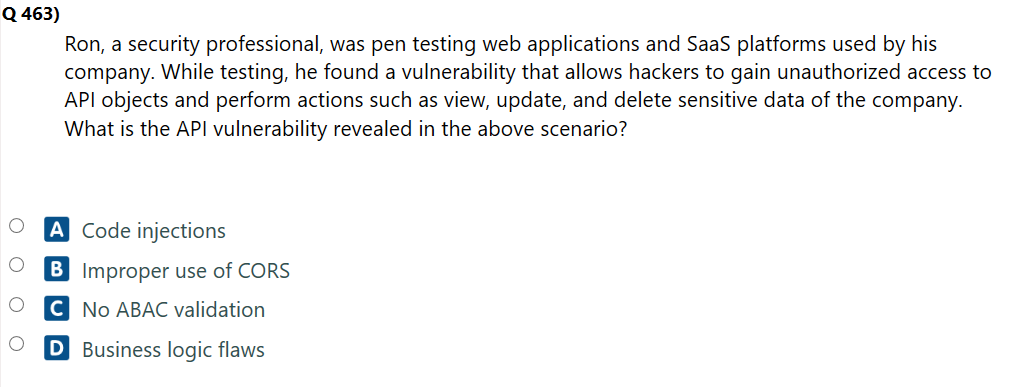 Q 463)
Ron, a security professional, was pen testing web applications and SaaS platforms used by his
company. While testing, he found a vulnerability that allows hackers to gain unauthorized access to
API objects and perform actions such as view, update, and delete sensitive data of the company.
What is the API vulnerability revealed in the above scenario?
A Code injections
B Improper use of CORS
C No ABAC validation
D Business logic flaws